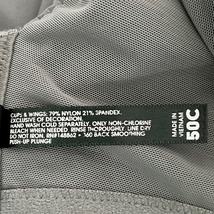 CUPS & WINGS: 79% NYLON 21% SPANDEX.
EXCLUSIVE OF DECORATION.
HAND WASH COLD SEPARATELY. ONLY NON-CHLORINE
BLEACH WHEN NEEDED. RINSE THOROUGHLY. LINE DRY
DO NOT IRON. RN#148862 - 160 BACK SMOOTHING
PUSH-UP PLUNGE
MADE IN
VIETNAM
50C